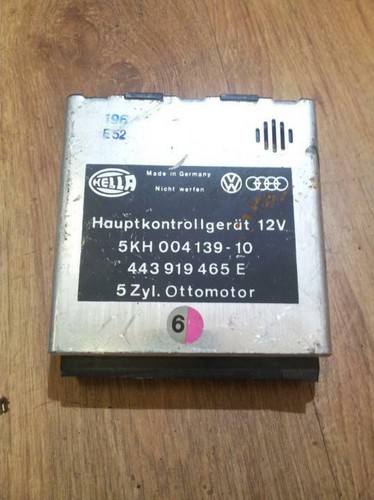 196
E52
HELLA
Made in Germany
Nicht werfen
VW
Hauptkontrollgerät 12V
5KH 004 139-10
443 919 465 E
5 Zyl. Ottomotor
6